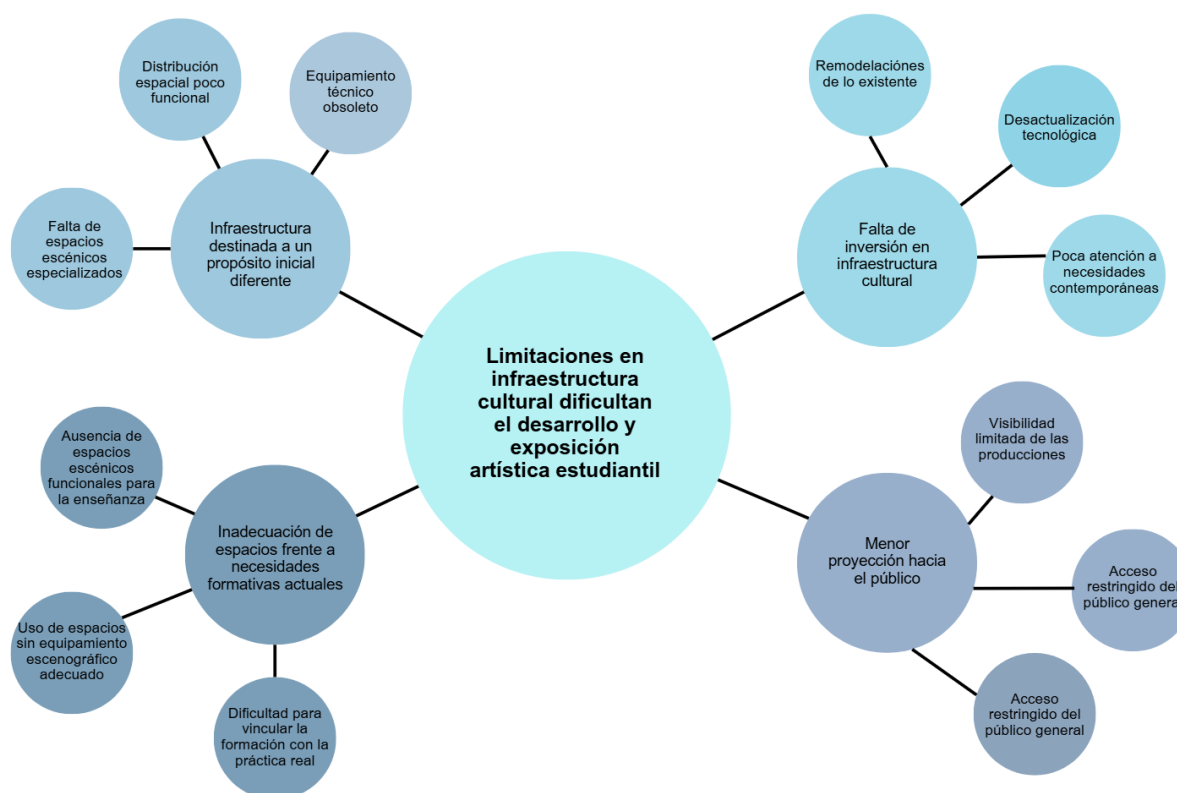 Distribución
espacial poco
funcional
Equipamiento
técnico
obsoleto
Falta de
espacios
escénicos
especializados
Infraestructura
destinada a un
propósito inicial
diferente
Remodelaciónes
de lo existente
Desactualización
tecnológica
Falta de
inversión en
infraestructura
cultural
Poca atención a
necesidades
contemporáneas
Limitaciones en
infraestructura
cultural dificultan
el desarrollo y
exposición
artística estudiantil
Ausencia de
espacios
escénicos
funcionales para
la enseñanza
Inadecuación de
espacios frente a
necesidades
formativas actuales
Uso de espacios
sin equipamiento
escenográfico
adecuado
Dificultad para
vincular la
formación con la
práctica real
Visibilidad
limitada de las
producciones
Menor
proyección hacia
el público
Acceso
restringido del
público general
Acceso
restringido del
público general